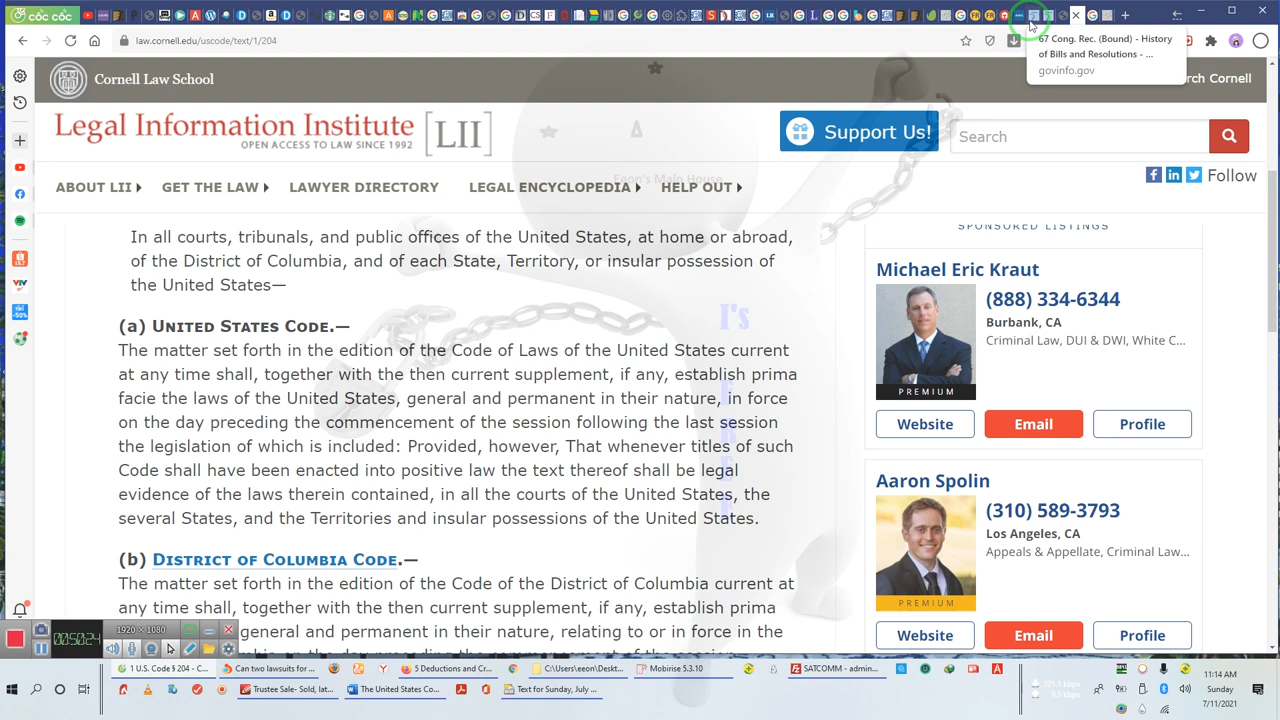 cốc cốc
67 Cong. Rec. (Bound) - History
of Bills and Resolutions - ...
govinfo.gov
law.cornell.edu/uscode/text/1/204
Cornell Law School
rch Cornell
Legal Information Institute [LII]
OPEN ACCESS TO LAW SINCE 1992
Support Us!
Search
Follow
ABOUT LII
GET THE LAW
LAWYER DIRECTORY
LEGAL ENCYCLOPEDIA
HELP OUT
Eeon's Main House
In all courts, tribunals, and public offices of the United States, at home or abroad,
of the District of Columbia, and of each State, Territory, or insular possession of
the United States—
(a) UNITED STATES CODE.—
The matter set forth in the edition of the Code of Laws of the United States current
at any time shall, together with the then current supplement, if any, establish prima
facie the laws of the United States, general and permanent in their nature, in force
on the day preceding the commencement of the session following the last session
the legislation of which is included: Provided, however, That whenever titles of such
Code shall have been enacted into positive law the text thereof shall be legal
evidence of the laws therein contained, in all the courts of the United States, the
several States, and the Territories and insular possessions of the United States.
(b) DISTRICT OF COLUMBIA CODE.—
The matter set forth in the edition of the Code of the District of Columbia current at
any time shall, together with the then current supplement, if any, establish prima
general and permanent in their nature, relating to or in force in the
I's
SPONSORED LISTINGS
Michael Eric Kraut
(888) 334-6344
Burbank, CA
Criminal Law, DUI & DWI, White C...
PREMIUM
Website
Email
Profile
Aaron Spolin
(310) 589-3793
Los Angeles, CA
Appeals & Appellate, Criminal Law...
PREMIUM
Website
Email
Profile
1920 × 1080
00:50:24
1 U.S. Code § 204 - C...
Can two lawsuits for ...
5 Deductions and Cr...
C:\Users\eeon\Deskt...
Mobirise 5.3.10
SATCOMM - admin...
Trustee Sale- Sold, lat...
The United States Co...
Text for Sunday, July ...
11:14 AM
Sunday
7/11/2021